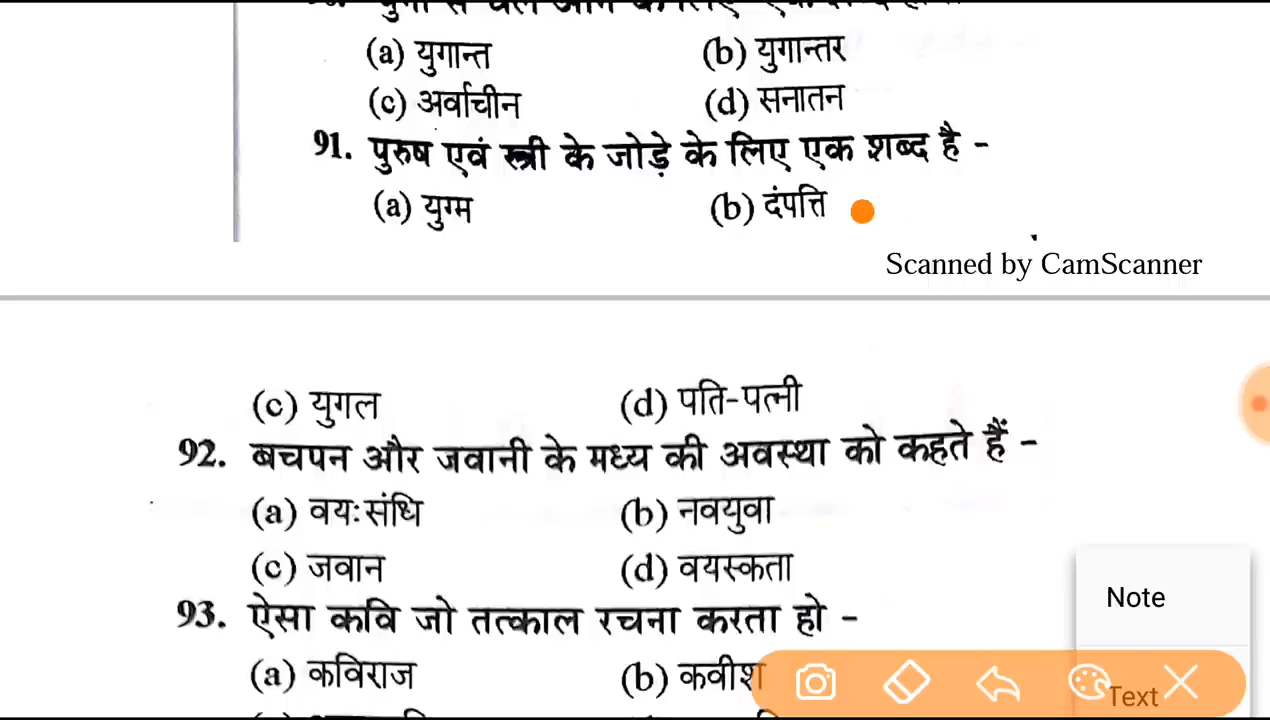 (a) युगान्त (b) युगान्तर
(c) अर्वाचीन (d) सनातन
91. पुरुष एवं स्त्री के जोड़े के लिए एक शब्द है -
(a) युग्म (b) दंपत्ति
Scanned by CamScanner
(c) युगल (d) पति-पत्नी
92. बचपन और जवानी के मध्य की अवस्था को कहते हैं -
(a) वयःसंधि (b) नवयुवा
(c) जवान (d) वयस्कता
Note
93. ऐसा कवि जो तत्काल रचना करता हो -
(a) कविराज (b) कवीश
Text